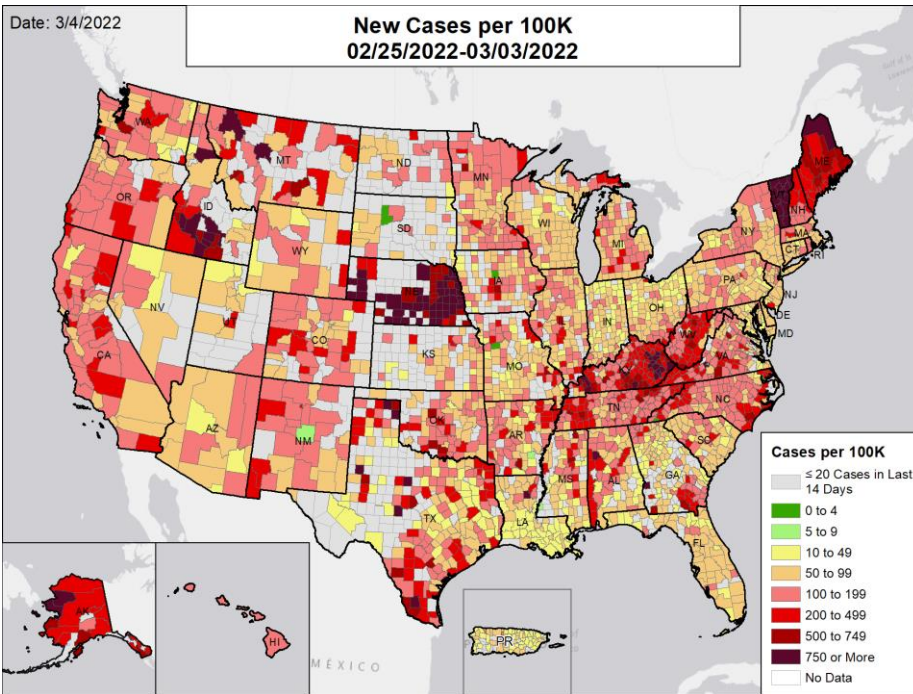 Date: 3/4/2022
New Cases per 100K
02/25/2022-03/03/2022
WA
MT
ND
MN
OR
ID
SD
WI
MI
NY
ME
NH
MA
CT
RI
WY
IA
PA
NJ
NV
UT
CO
KS
MO
IN
OH
DE
MD
WV
VA
CA
AZ
NM
OK
AR
TN
NC
SC
TX
LA
MS
AL
GA
FL
AK
HI
PR
MÉXICO
Cases per 100K
≤ 20 Cases in Last
14 Days
0 to 4
5 to 9
10 to 49
50 to 99
100 to 199
200 to 499
500 to 749
750 or More
No Data